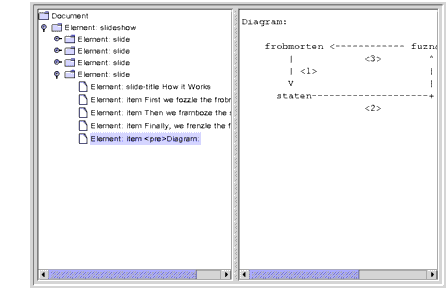 Document
Element: slideshow
Element: slide
Element: slide
Element: slide
Element: slide
Element: slide-title How it Works
Element: item First we fozzle the frobr
Element: item Then we framboze the s
Element: item Finally, we frenzle the f
Element: item <pre>Diagram:
Diagram:
frobmorten <------------ fuzna
| <3> ^
| <1> |
V |
staten--------------------+
<2>